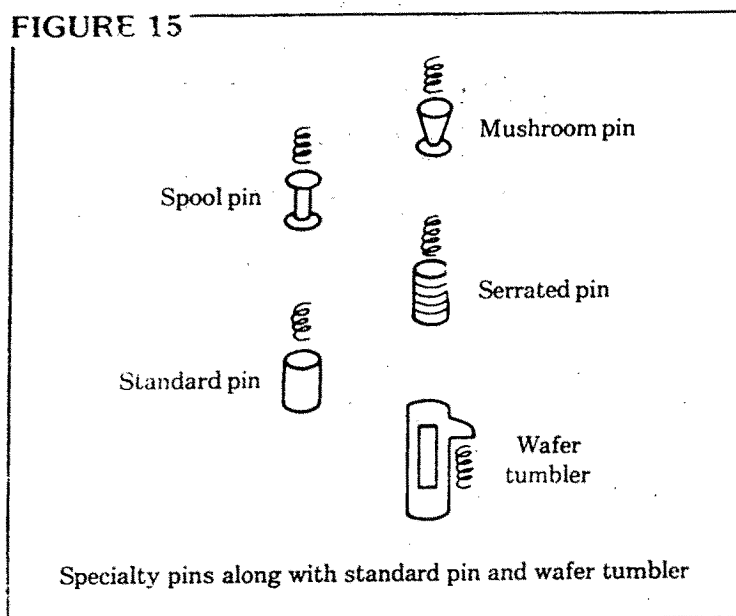 FIGURE 15
Mushroom pin
Spool pin
Serrated pin
Standard pin
Wafer
tumbler
Specialty pins along with standard pin and wafer tumbler